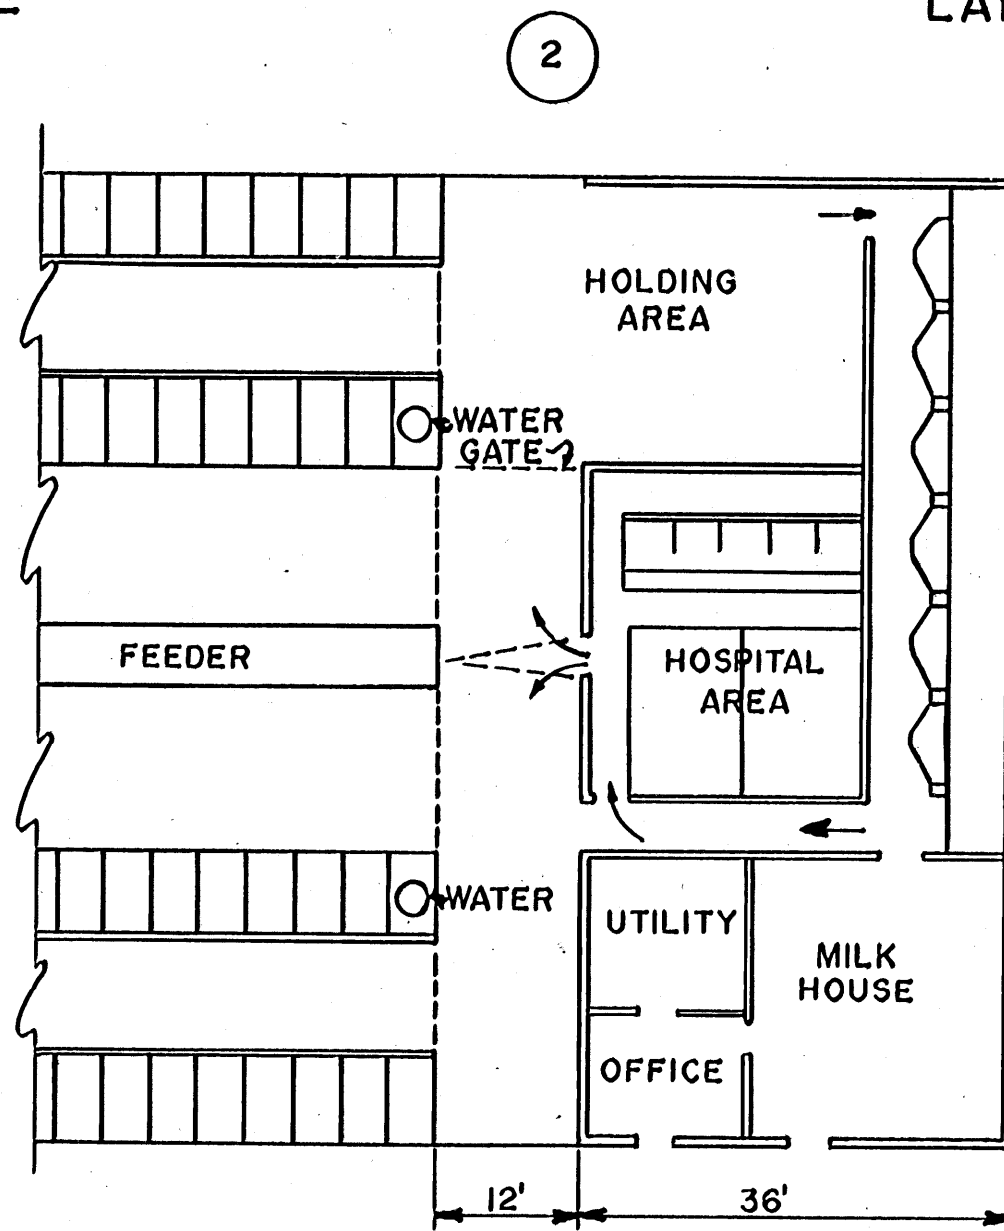 2
HOLDING
AREA
WATER
GATE
FEEDER
HOSPITAL
AREA
WATER
UTILITY
MILK
HOUSE
OFFICE
12'
36'